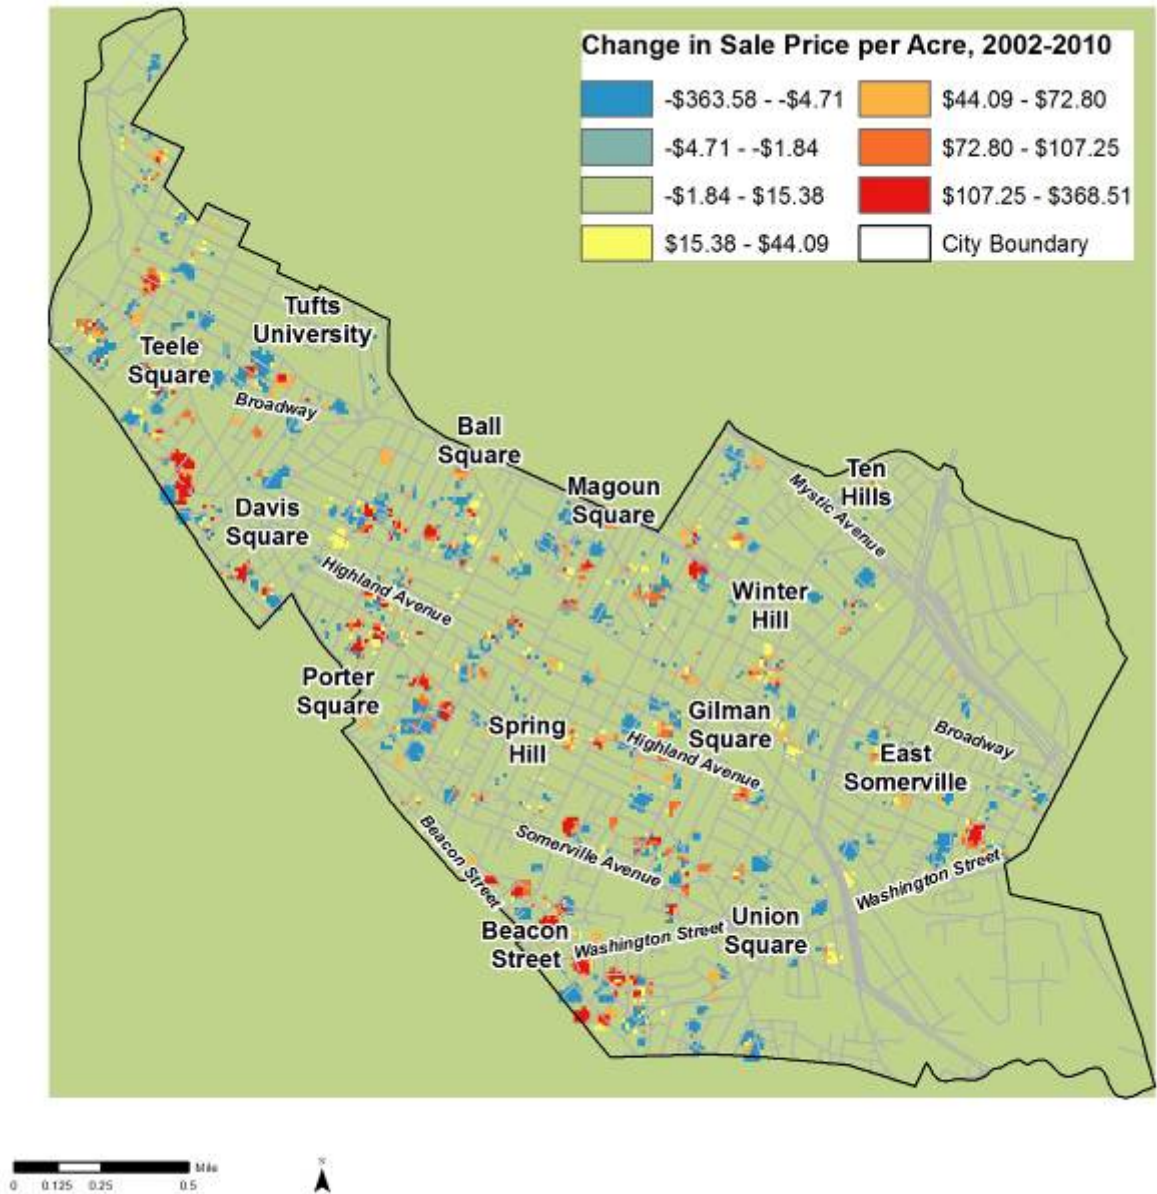 Change in Sale Price per Acre, 2002-2010
-$363.58 - -$4.71
$44.09 - $72.80
-$4.71 - -$1.84
$72.80 - $107.25
-$1.84 - $15.38
$107.25 - $368.51
$15.38 - $44.09
City Boundary
Tufts
University
Teele
Square
Broadway
Ball
Square
Ten
Hills
Mystic Avenue
Magoun
Square
Davis
Square
Highland Avenue
Winter
Hill
Porter
Square
Spring
Hill
Gilman
Square
Highland Avenue
Broadway
East
Somerville
Beacon Street
Somerville Avenue
Washington Street
Union
Square
Beacon
Street
Washington Street
Mile
0 0.125 0.25 0.5
N